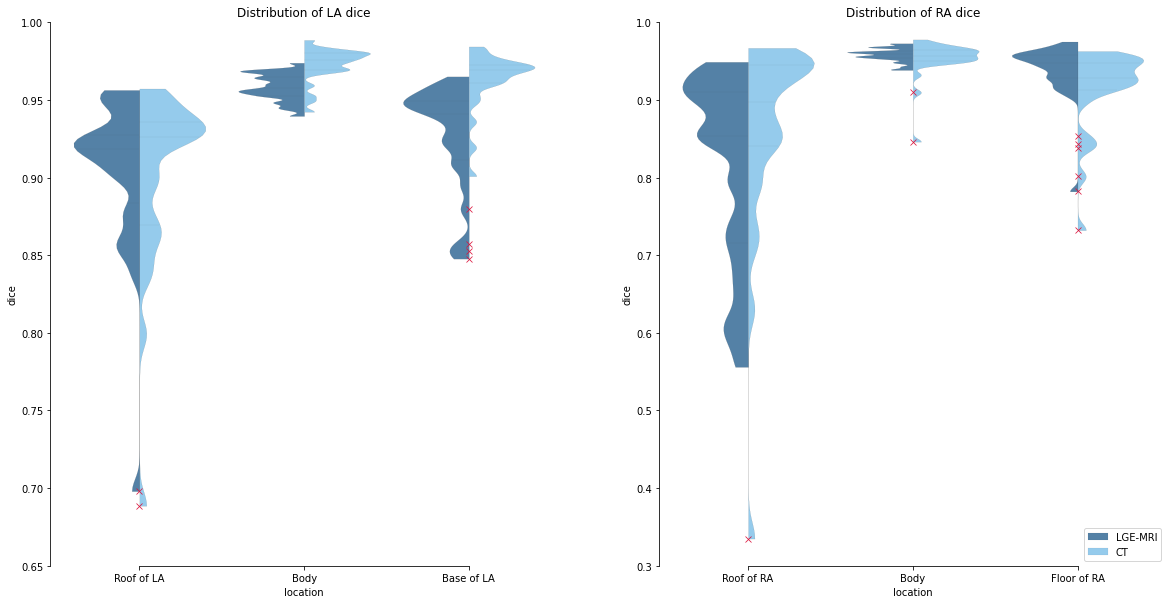 Distribution of LA dice
1.00
0.95
0.90
0.85
0.80
0.75
0.70
0.65
dice
Roof of LA
Body
Base of LA
location
Distribution of RA dice
1.0
0.9
0.8
0.7
0.6
0.5
0.4
0.3
dice
Roof of RA
Body
Floor of RA
location
LGE-MRI
CT